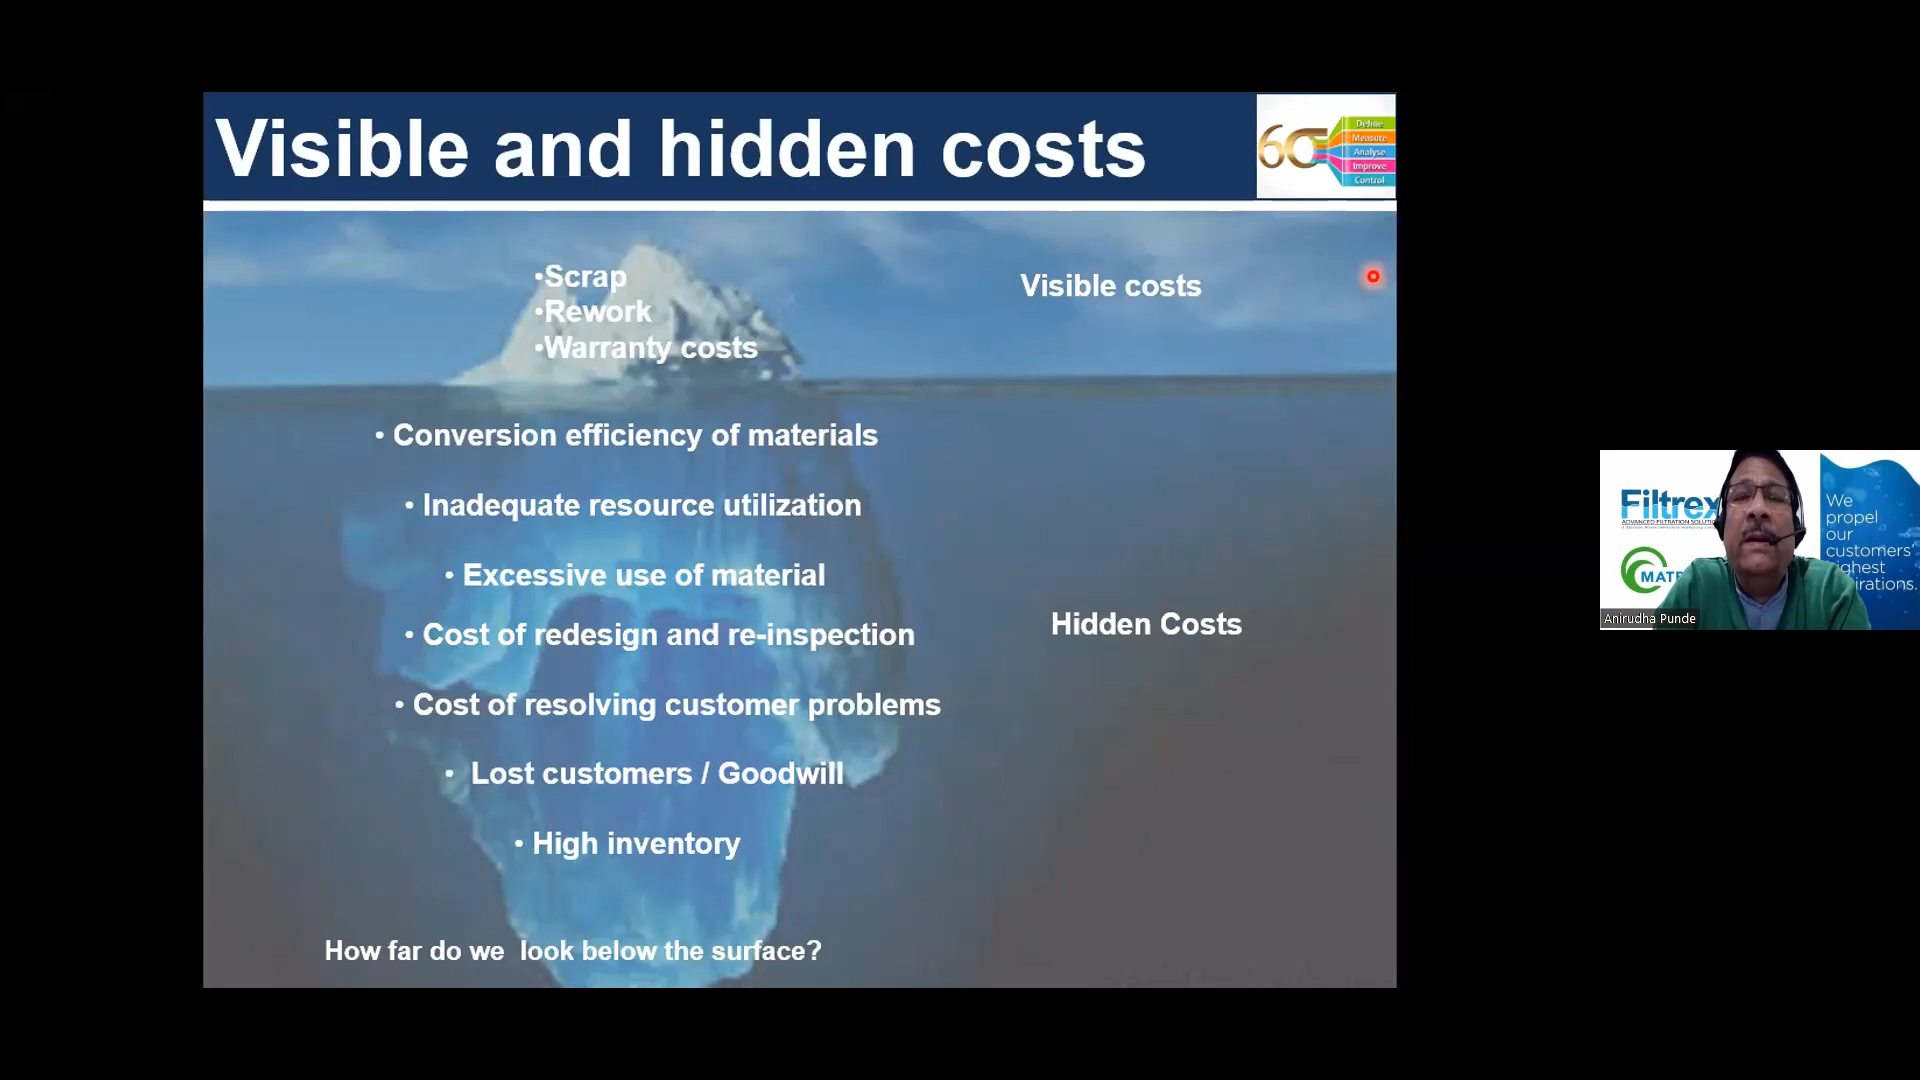 Visible and hidden costs
6σ
Define
Measure
Analyse
Improve
Control
•Scrap
•Rework
•Warranty costs
Visible costs
• Conversion efficiency of materials
• Inadequate resource utilization
• Excessive use of material
• Cost of redesign and re-inspection
Hidden Costs
• Cost of resolving customer problems
• Lost customers / Goodwill
• High inventory
How far do we look below the surface?
Filtrex
ADVANCED FILTRATION
We
propel
our
customers'
Anirudha Punde